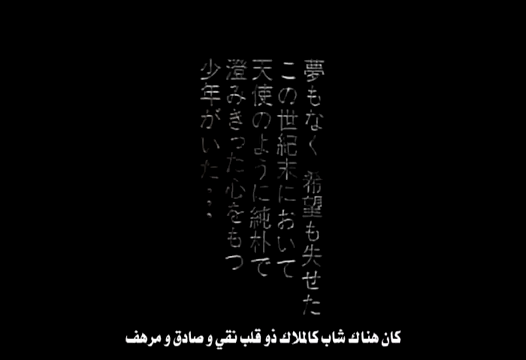 夢もなく 希望も失せた
この世紀末において
天使のように純朴で
澄みきった心をもつ
少年がいた…
كان هناك شاب كالملاك ذو قلب نقي و صادق و مرهف